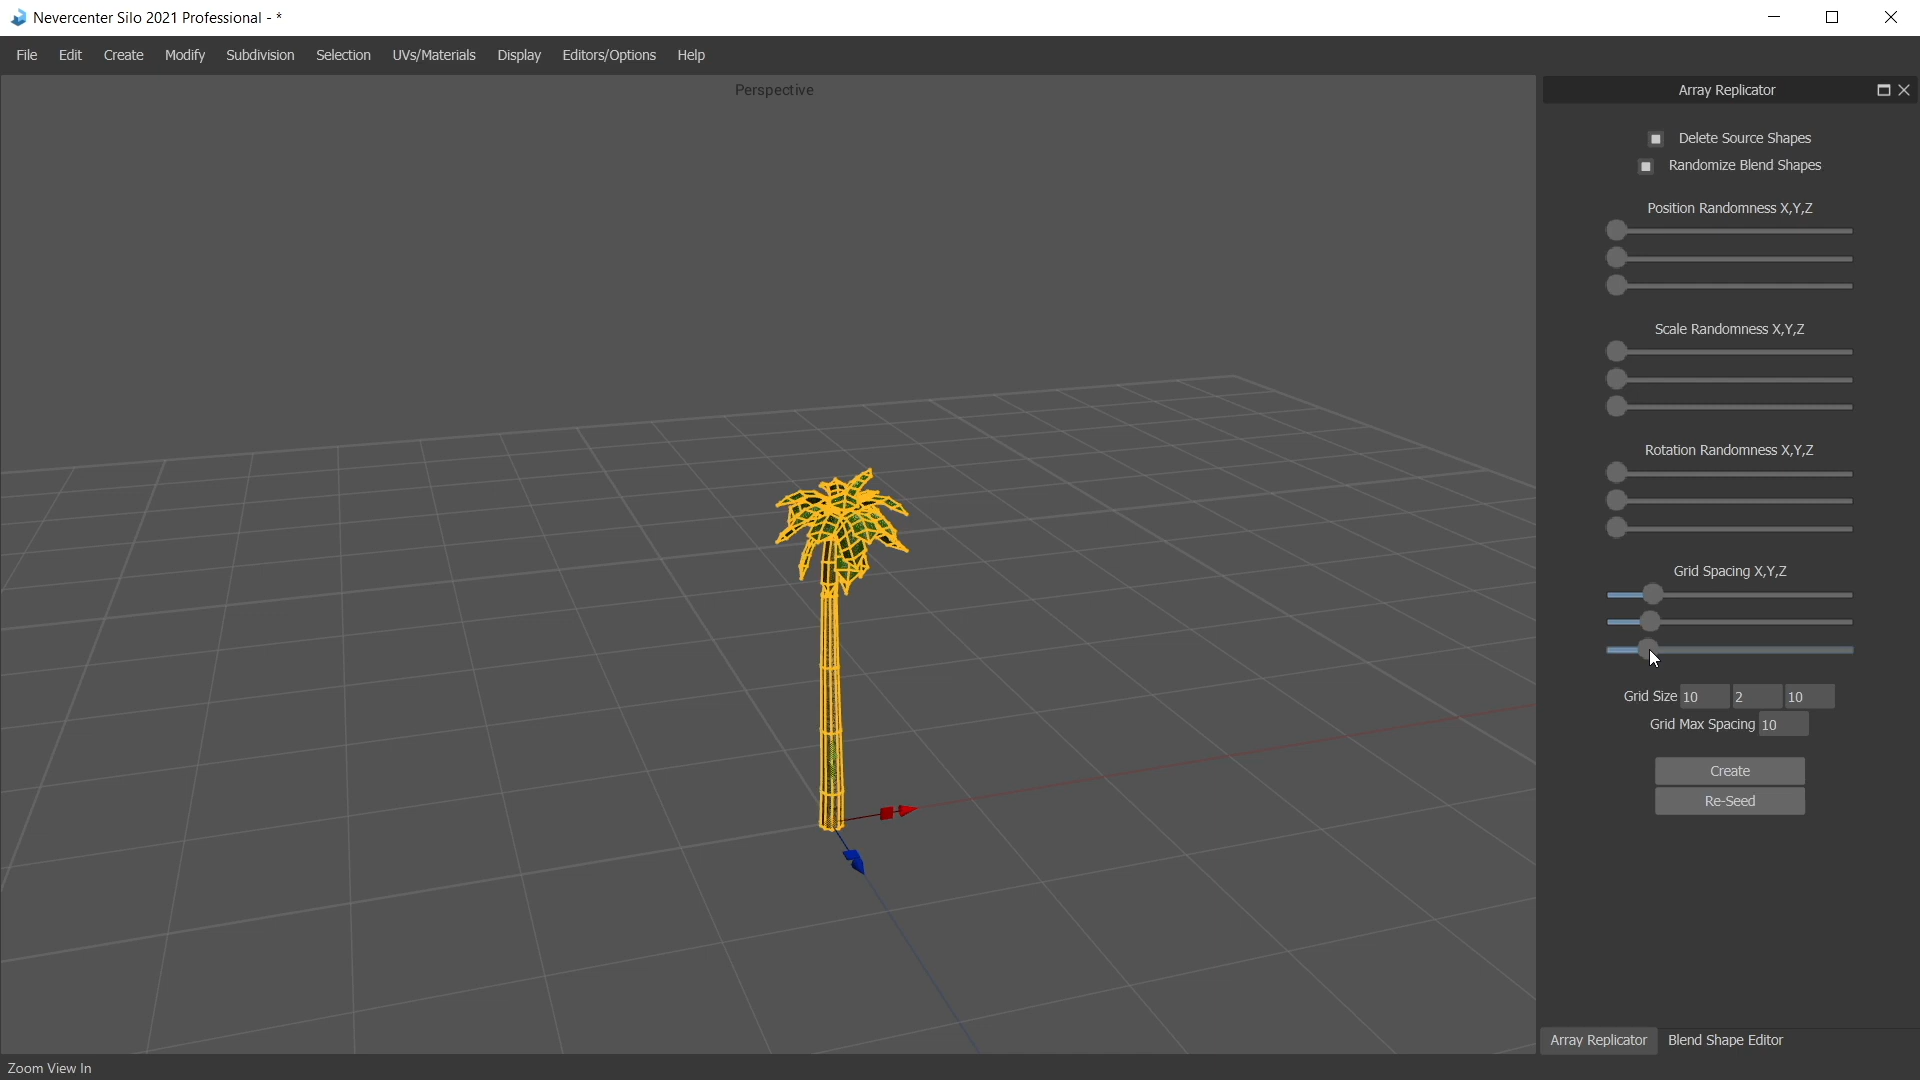 Nevercenter Silo 2021 Professional - *
File Edit Create Modify Subdivision Selection UVs/Materials Display Editors/Options Help
Perspective
Array Replicator
Delete Source Shapes
Randomize Blend Shapes
Position Randomness X,Y,Z
Scale Randomness X,Y,Z
Rotation Randomness X,Y,Z
Grid Spacing X,Y,Z
Grid Size 10 2 10
Grid Max Spacing 10
Create
Re-Seed
Array Replicator Blend Shape Editor
Zoom View In